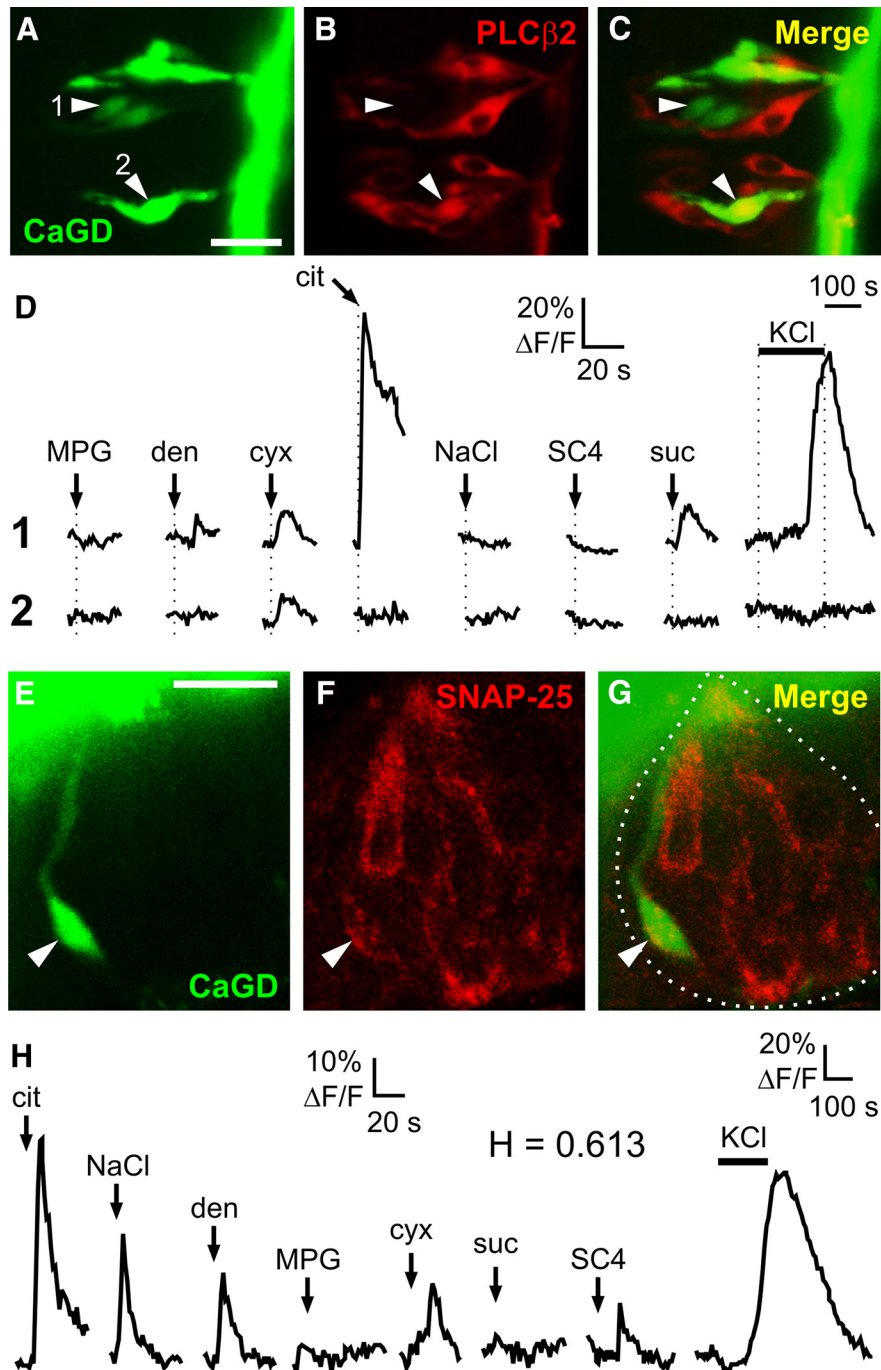 A
B
PLCβ2
C
Merge
1
2
CaGD
D
cit
20%
ΔF/F
20 s
100 s
KCl
MPG
den
cyx
NaCl
SC4
suc
1
2
E
F
SNAP-25
G
Merge
CaGD
H
cit
NaCl
den
MPG
10%
ΔF/F
20 s
H = 0.613
cyx
suc
SC4
20%
ΔF/F
100 s
KCl